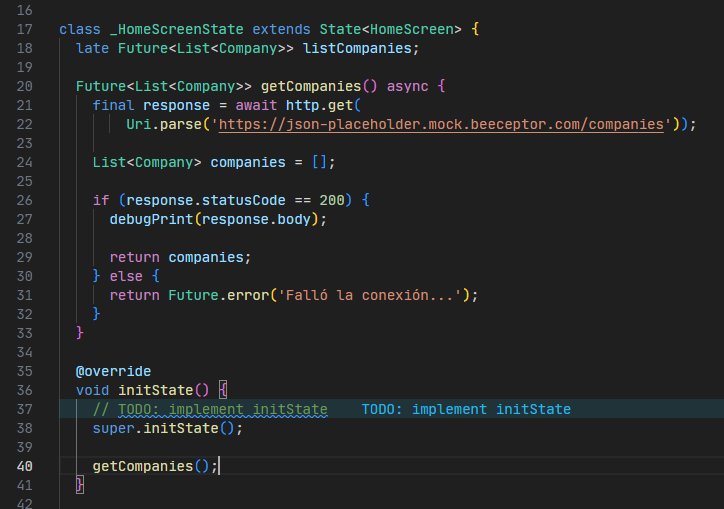 16
17 class _HomeScreenState extends State<HomeScreen> {
18 late Future<List<Company>> listCompanies;
19
20 Future<List<Company>> getCompanies() async {
21 final response = await http.get(
22 Uri.parse('https://json-placeholder.mock.beeceptor.com/companies'));
23
24 List<Company> companies = [];
25
26 if (response.statusCode == 200) {
27 debugPrint(response.body);
28
29 return companies;
30 } else {
31 return Future.error('Falló la conexión...');
32 }
33 }
34
35 @override
36 void initState() {
37 // TODO: implement initState TODO: implement initState
38 super.initState();
39
40 getCompanies();
41 }
42